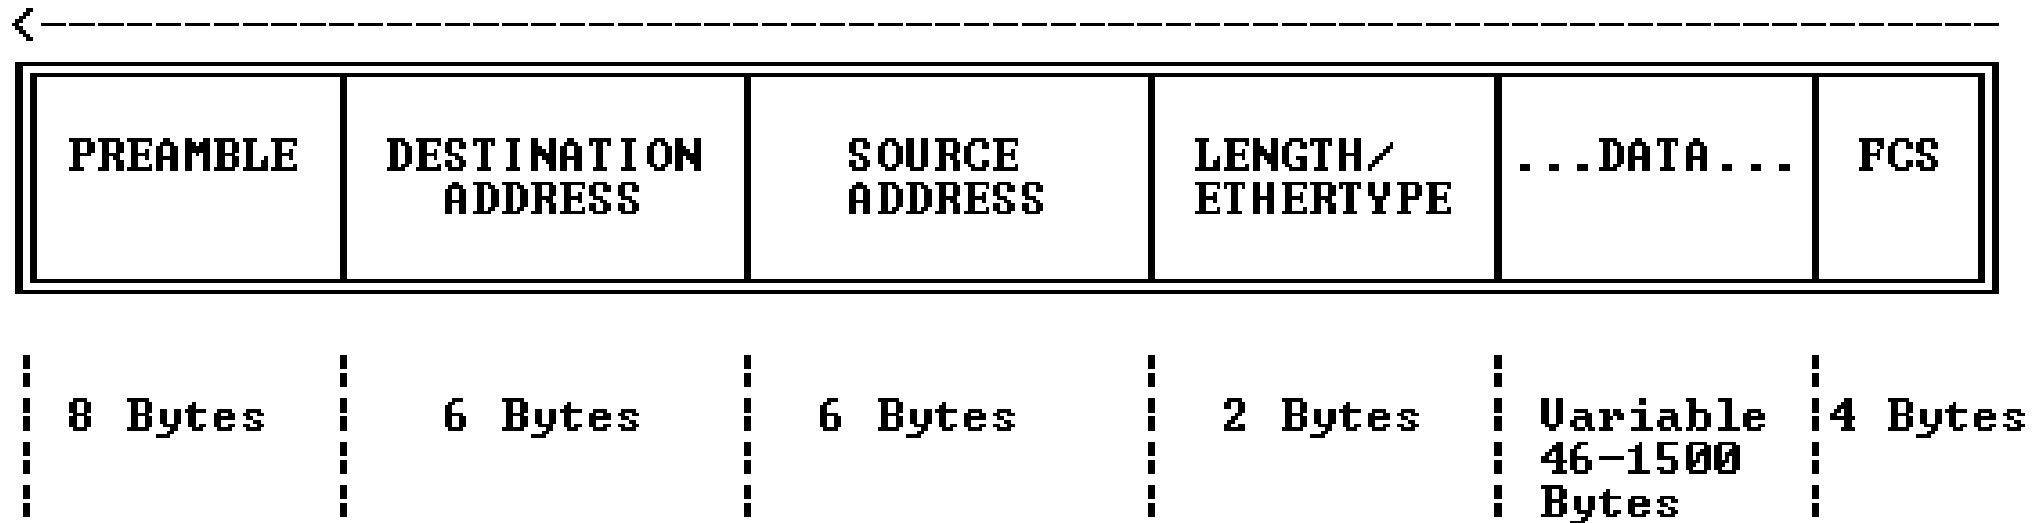 PREAMBLE
DESTINATION
ADDRESS
SOURCE
ADDRESS
LENGTH/
ETHERTYPE
...DATA...
FCS
8 Bytes
6 Bytes
6 Bytes
2 Bytes
Variable
46-1500
Bytes
4 Bytes